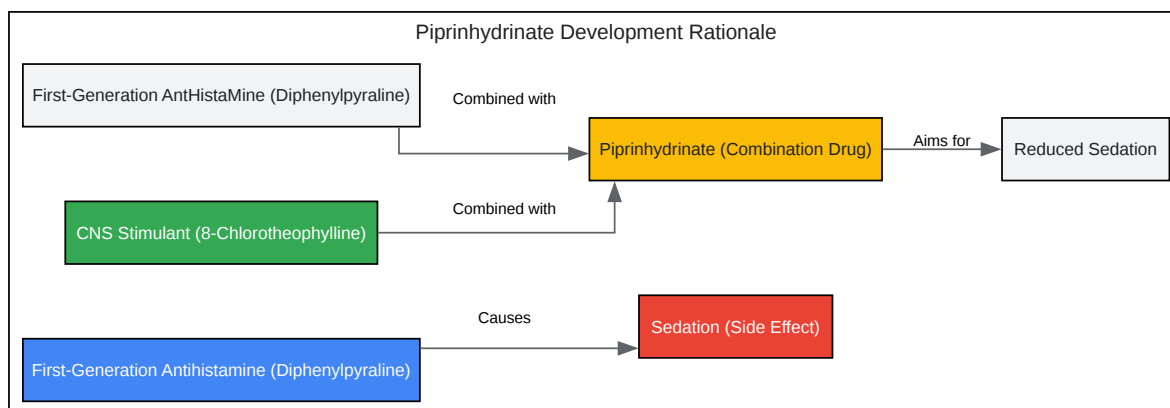 Piprinhydrinate Development Rationale
First-Generation AntHistaMine (Diphenylpyraline)
Combined with
Piprinhydrinate (Combination Drug)
Aims for
Reduced Sedation
CNS Stimulant (8-Chlorotheophylline)
Combined with
First-Generation Antihistamine (Diphenylpyraline)
Causes
Sedation (Side Effect)